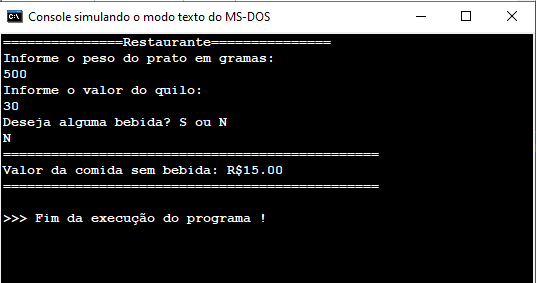 Console simulando o modo texto do MS-DOS
===============Restaurante===============
Informe o peso do prato em gramas:
500
Informe o valor do quilo:
30
Deseja alguma bebida? S ou N
N
===============================================
Valor da comida sem bebida: R$15.00
===============================================
>>> Fim da execução do programa !